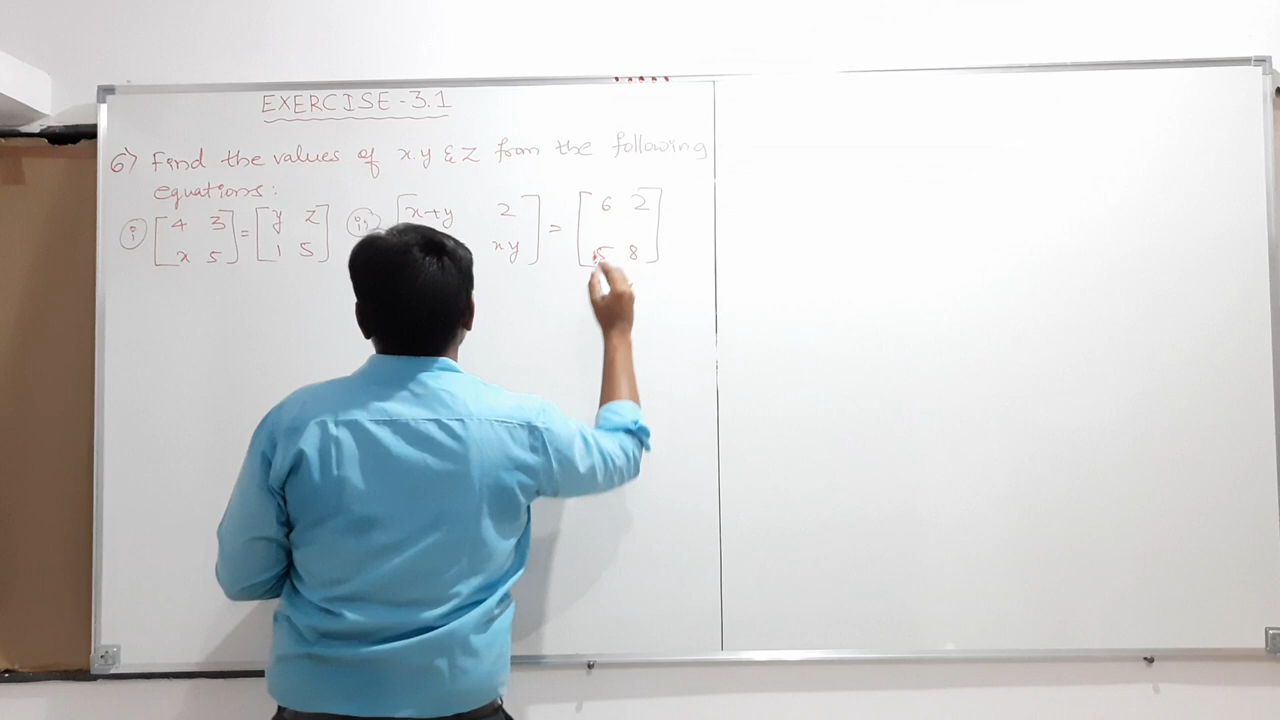 EXERCISE-3.1
6) Find the values of x.y & z from the following
equations:
(i) [4 3 = [y z (ii) [x+y 2] = [6 2
x 5] 1 5] xy] 5 8]